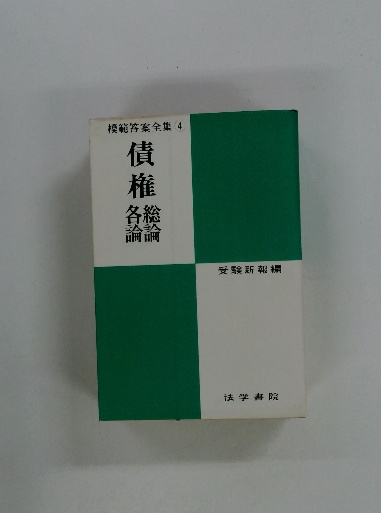 模範答案全集 4
債権
総論
各論
受験新報編
法学書院